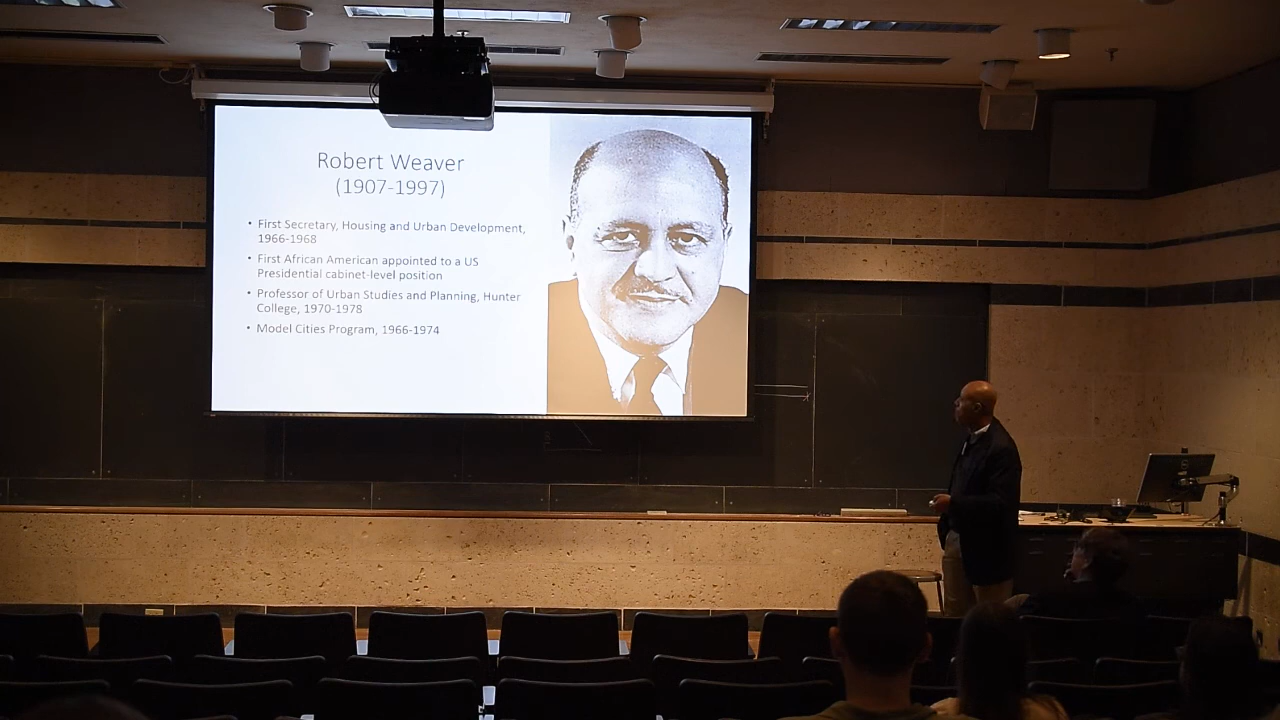 Robert Weaver
(1907-1997)
• First Secretary, Housing and Urban Development,
1966-1968
• First African American appointed to a US
Presidential cabinet-level position
• Professor of Urban Studies and Planning, Hunter
College, 1970-1978
• Model Cities Program, 1966-1974